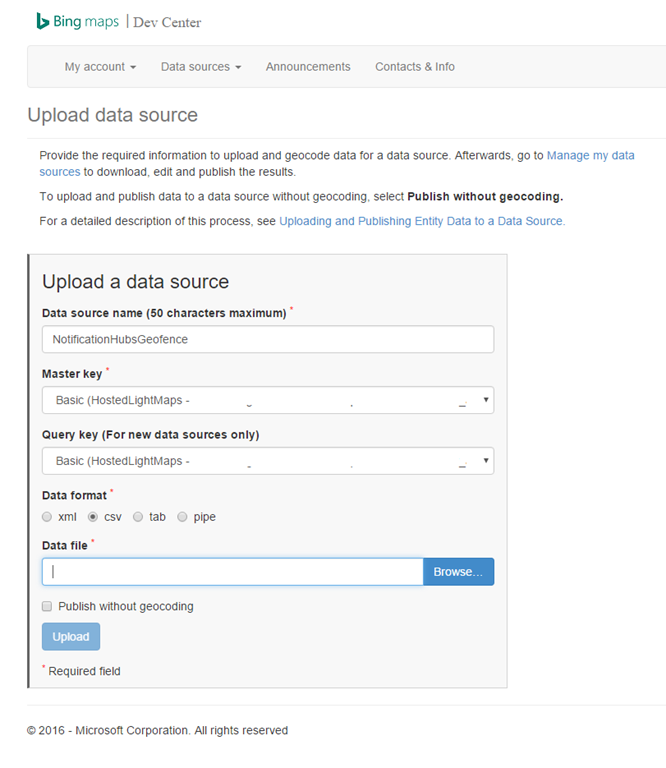 Bing maps | Dev Center
My account Data sources Announcements Contacts & Info
Upload data source
Provide the required information to upload and geocode data for a data source. Afterwards, go to Manage my data
sources to download, edit and publish the results.
To upload and publish data to a data source without geocoding, select Publish without geocoding.
For a detailed description of this process, see Uploading and Publishing Entity Data to a Data Source.
Upload a data source
Data source name (50 characters maximum) *
NotificationHubsGeofence
Master key *
Basic (HostedLightMaps -
Query key (For new data sources only)
Basic (HostedLightMaps -
Data format *
xml csv tab pipe
Data file *
Browse...
Publish without geocoding
Upload
* Required field
© 2016 - Microsoft Corporation. All rights reserved